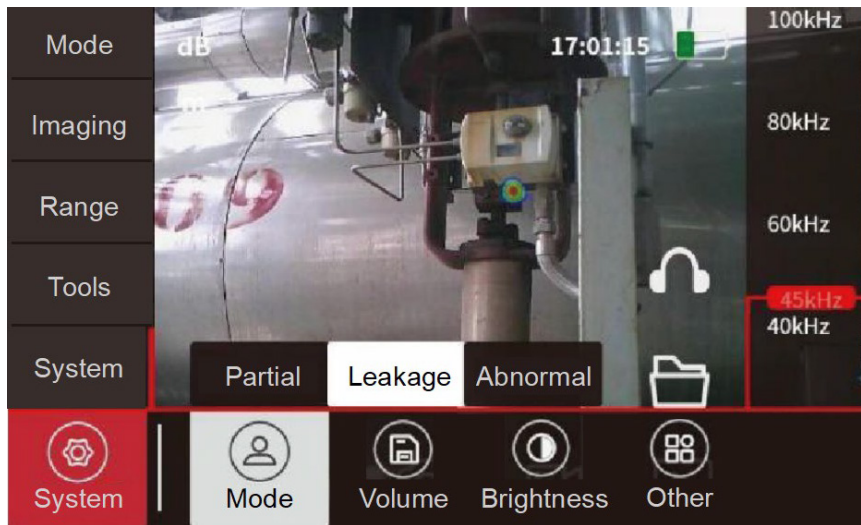 Mode
Imaging
Range
Tools
System
dB
17:01:15
100kHz
80kHz
60kHz
45kHz
40kHz
Partial
Leakage
Abnormal
System
Mode
Volume
Brightness
Other